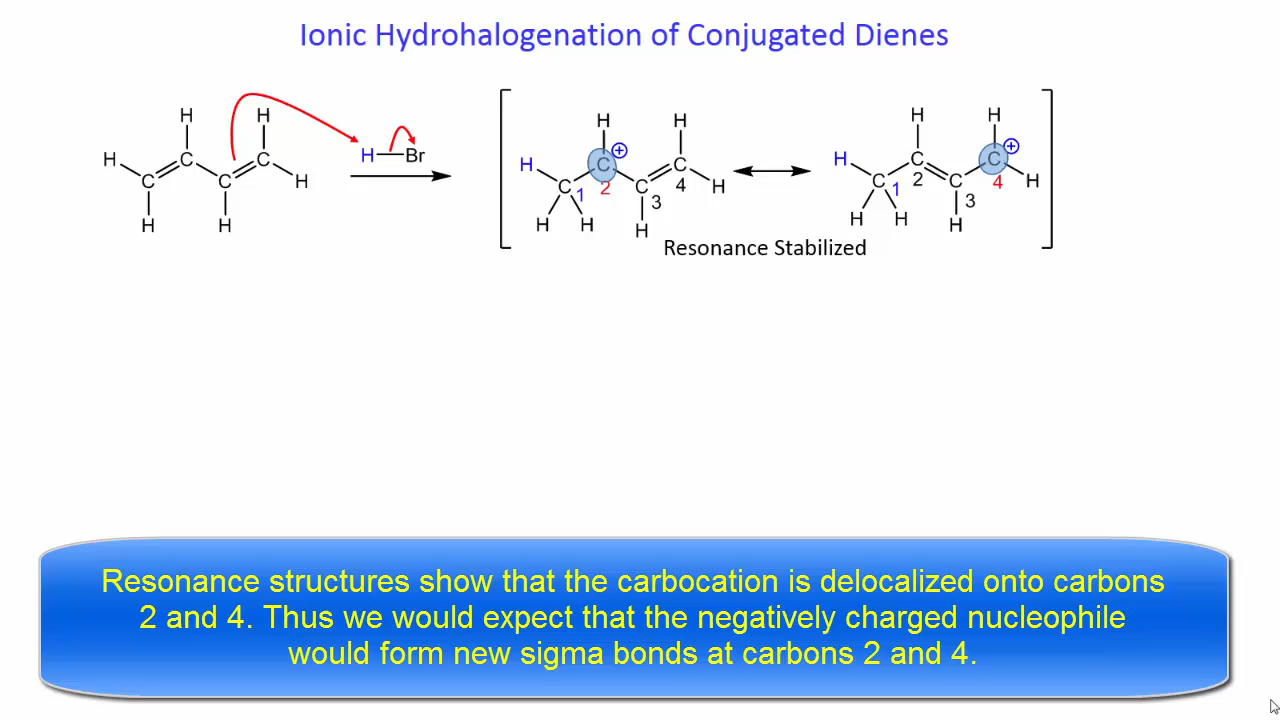 Ionic Hydrohalogenation of Conjugated Dienes
H H H H H H
C C C C
H Br
H H H H H H H
C C C C
⊕
1 2 3 4
H H H H H H H
C C C C
⊕
1 2 3 4
Resonance Stabilized
Resonance structures show that the carbocation is delocalized onto carbons
2 and 4. Thus we would expect that the negatively charged nucleophile
would form new sigma bonds at carbons 2 and 4.